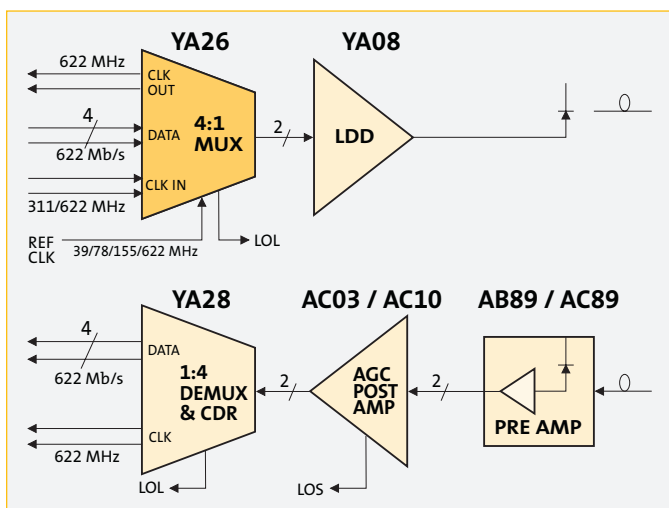 YA26
YA08
622 MHz
CLK
OUT
4
DATA
622 Mb/s
4:1
MUX
2
LDD
CLK IN
311/622 MHz
REF
CLK
39/78/155/622 MHz
LOL
YA28
AC03 / AC10
AB89 / AC89
4
DATA
622 Mb/s
1:4
DEMUX
& CDR
2
AGC
POST
AMP
2
PRE AMP
CLK
622 MHz
LOL
LOS